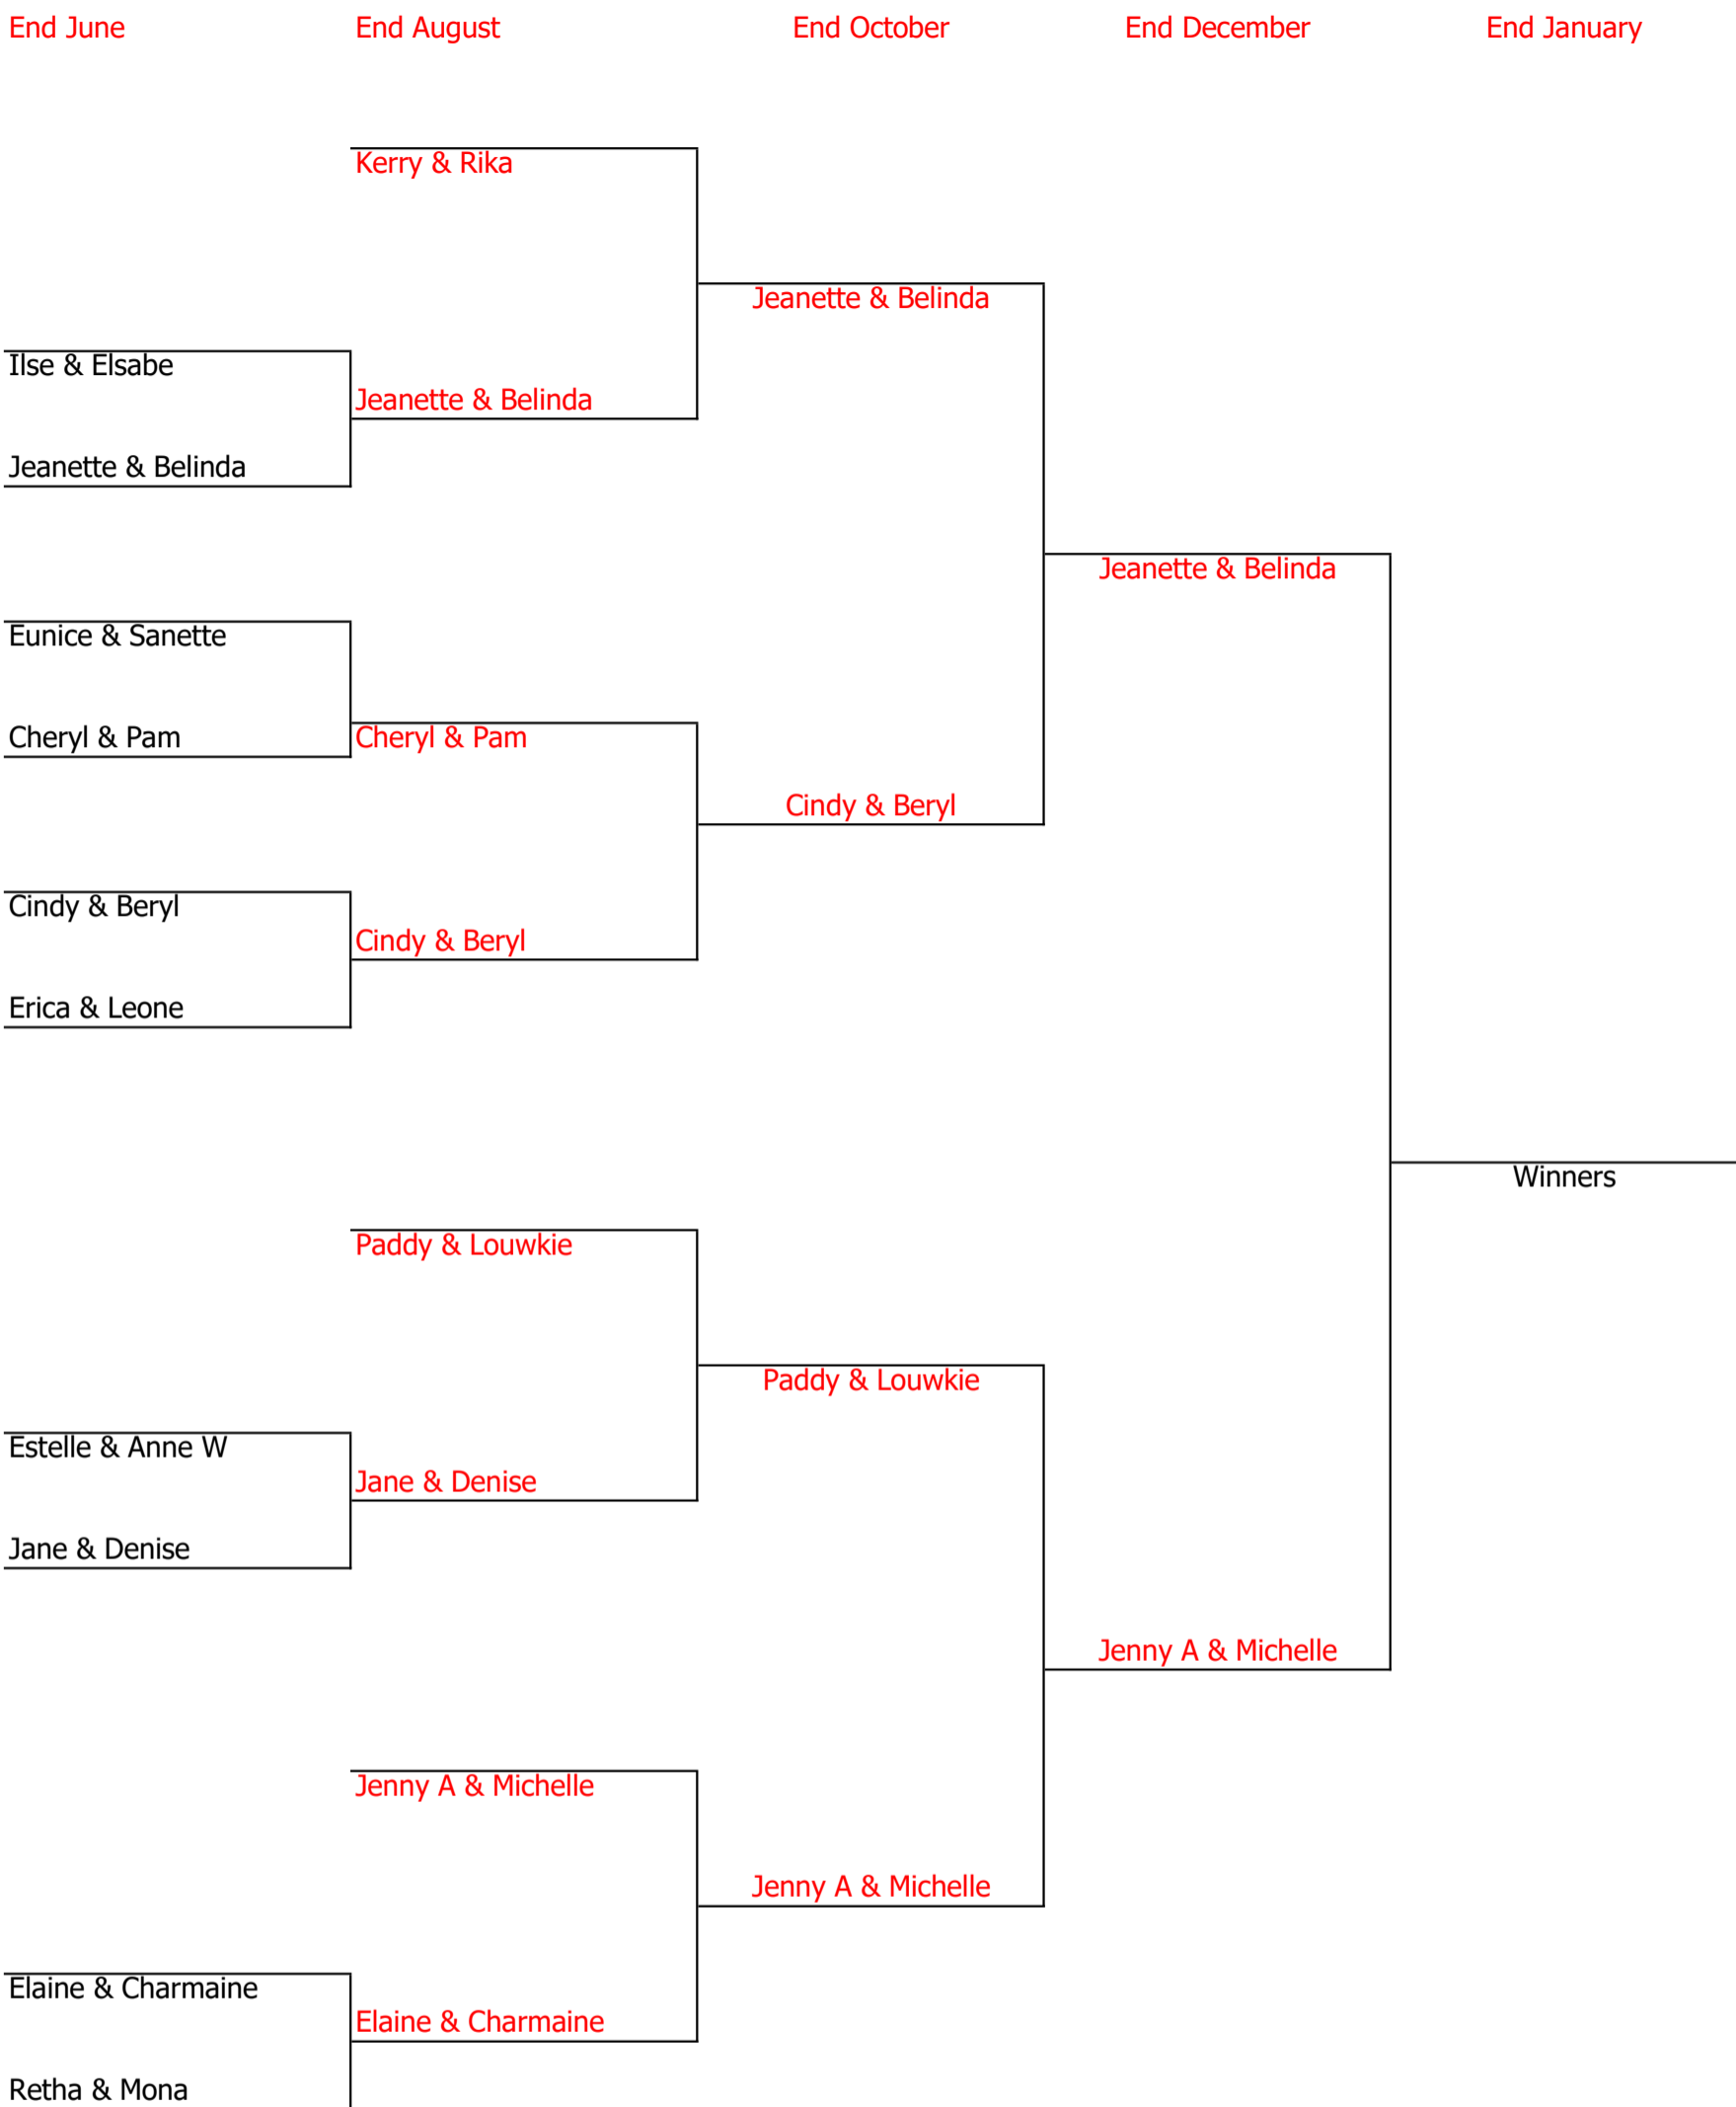 End June
End August
End October
End December
End January
Kerry & Rika
Jeanette & Belinda
Ilse & Elsabe
Jeanette & Belinda
Jeanette & Belinda
Jeanette & Belinda
Eunice & Sanette
Cheryl & Pam
Cheryl & Pam
Cindy & Beryl
Cindy & Beryl
Cindy & Beryl
Erica & Leone
Winners
Paddy & Louwkie
Paddy & Louwkie
Estelle & Anne W
Jane & Denise
Jane & Denise
Jenny A & Michelle
Jenny A & Michelle
Jenny A & Michelle
Elaine & Charmaine
Elaine & Charmaine
Retha & Mona